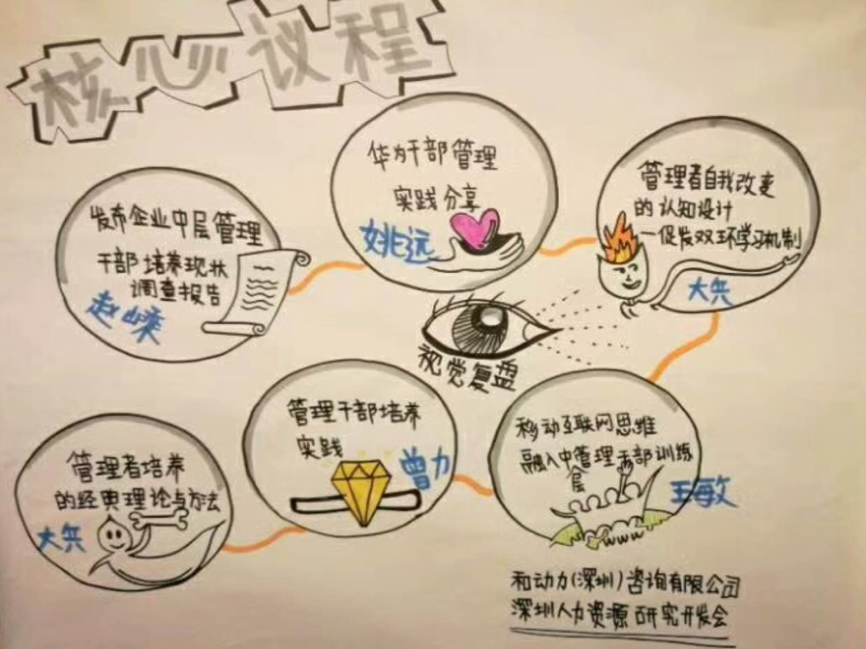 核心议程
发布企业中层管理
干部培养现状
调查报告
赵嵘
华为干部管理
实践分享
姚远
管理者自我改变
的认知设计
—促发双环学习机制
大兵
视觉复盘
移动互联网思维
融入中管理干部训练
层
王敏
管理干部培养
实践
曾力
管理者培养
的经典理论与方法
大兵
和动力(深圳)咨询有限公司
深圳人力资源研究开发会